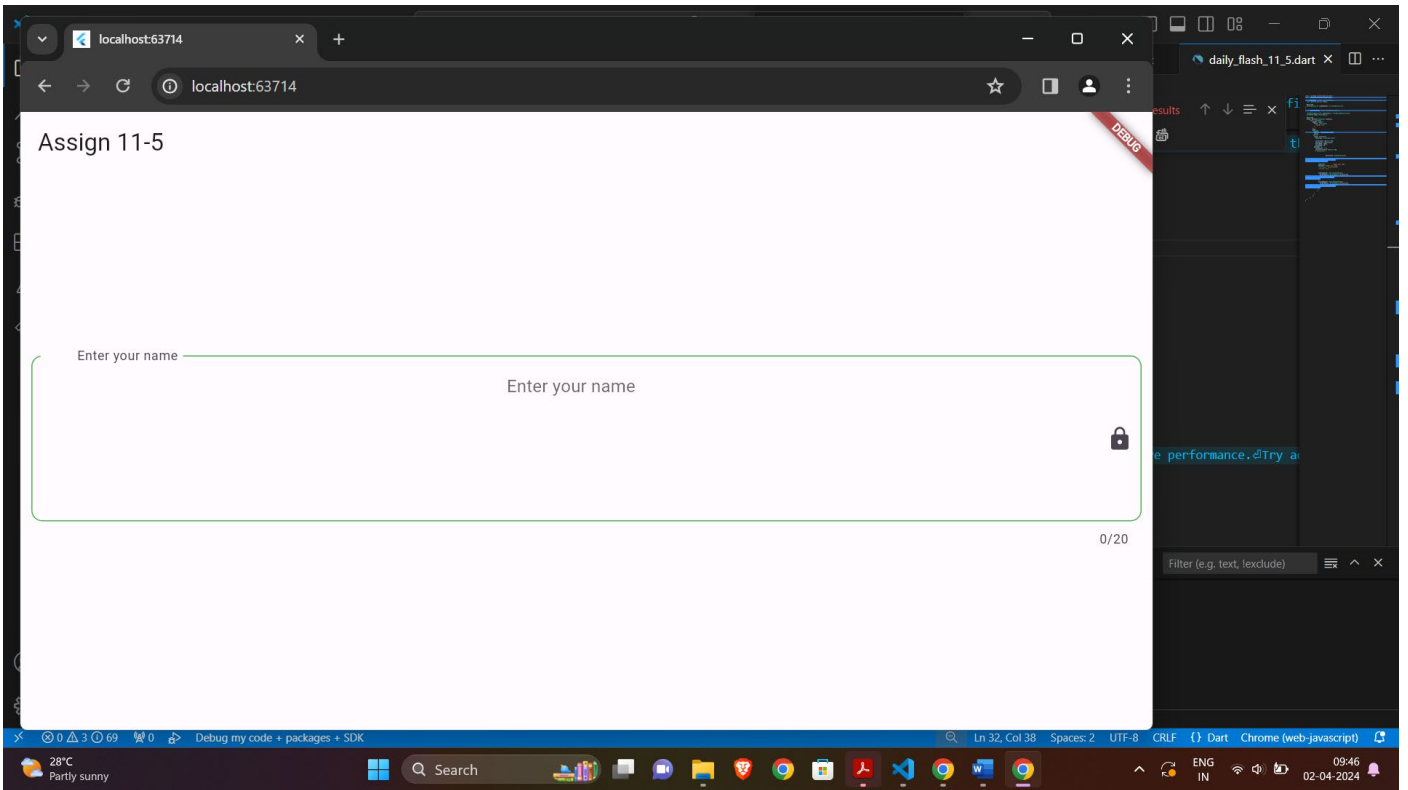 localhost:63714
daily_flash_11_5.dart
localhost:63714
esults
fi
Assign 11-5
DEBUG
t
Enter your name
Enter your name
e performance.⏎Try a
0/20
Filter (e.g. text, !exclude)
0 3 69 0 Debug my code + packages + SDK Ln 32, Col 38 Spaces: 2 UTF-8 CRLF {} Dart Chrome (web-javascript)
28°C
Partly sunny
Search
ENG
IN
09:46
02-04-2024